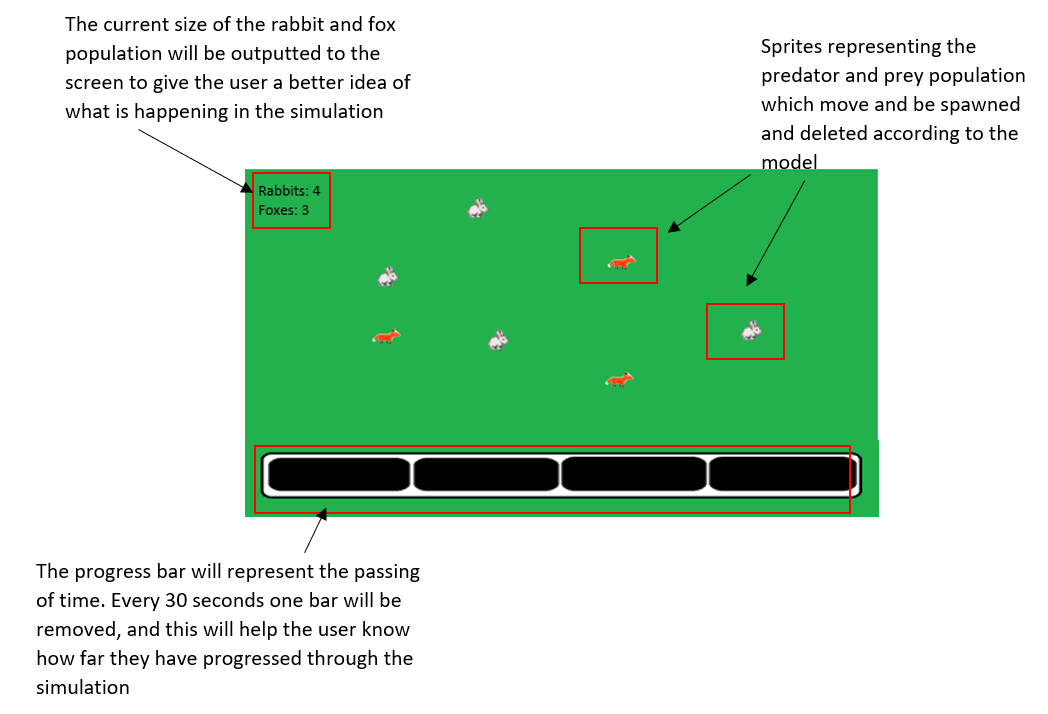 The current size of the rabbit and fox
population will be outputted to the
screen to give the user a better idea of
what is happening in the simulation
Sprites representing the
predator and prey population
which move and be spawned
and deleted according to the
model
Rabbits: 4
Foxes: 3
The progress bar will represent the passing
of time. Every 30 seconds one bar will be
removed, and this will help the user know
how far they have progressed through the
simulation